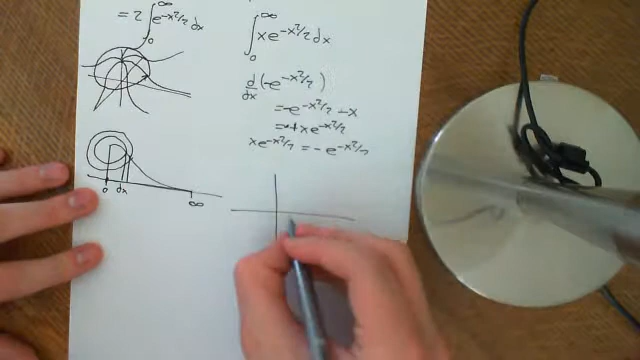 = 2 ∫₀^∞ e^{-x²/2} dx
∫₀^∞ xe^{-x²/2} dx
d/dx (-e^{-x²/2})
= -e^{-x²/2} · -x
= xe^{-x²/2}
xe^{-x²/2} = -e^{-x²/2}
0 dx ∞